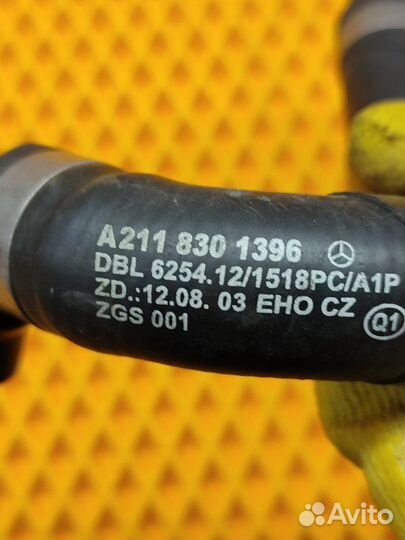 A211 830 1396
DBL 6254.12/1518PC/A1P
ZD.:12.08.03 EHO CZ
ZGS 001
Q1
Avito